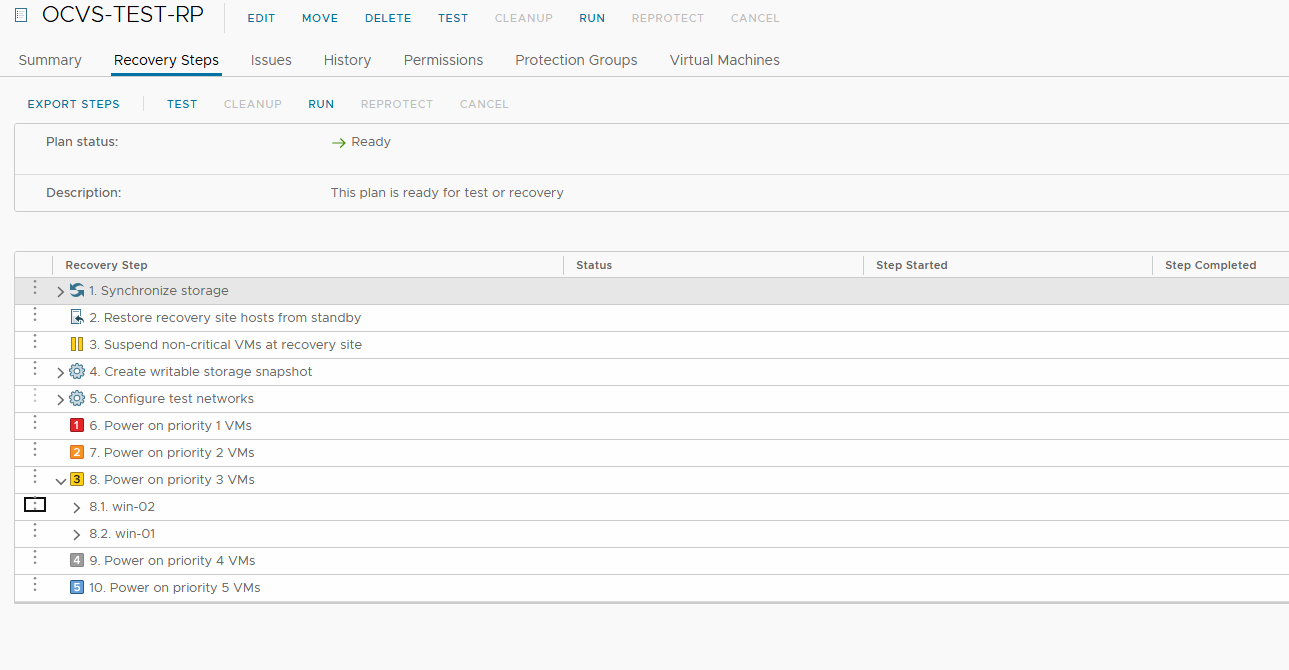 OCVS-TEST-RP EDIT MOVE DELETE TEST CLEANUP RUN REPROTECT CANCEL
Summary Recovery Steps Issues History Permissions Protection Groups Virtual Machines
EXPORT STEPS TEST CLEANUP RUN REPROTECT CANCEL
Plan status: Ready
Description: This plan is ready for test or recovery
Recovery Step Status Step Started Step Completed
1. Synchronize storage
2. Restore recovery site hosts from standby
3. Suspend non-critical VMs at recovery site
4. Create writable storage snapshot
5. Configure test networks
1 6. Power on priority 1 VMs
2 7. Power on priority 2 VMs
3 8. Power on priority 3 VMs
8.1. win-02
8.2. win-01
4 9. Power on priority 4 VMs
5 10. Power on priority 5 VMs